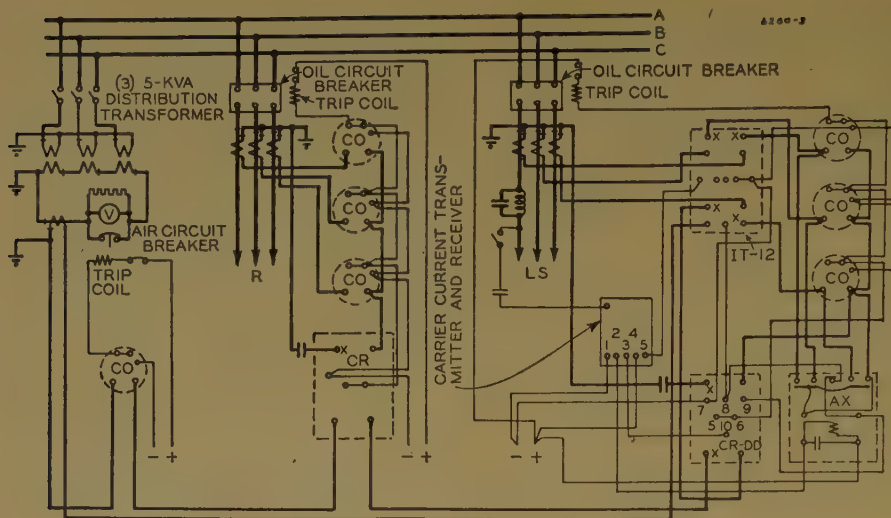 A
B
C
6200-3
(3) 5-KVA
DISTRIBUTION
TRANSFORMER
OIL CIRCUIT
BREAKER
TRIP COIL
OIL CIRCUIT
BREAKER
TRIP COIL
CO
CO
CO
CO
CO
CO
V
AIR CIRCUIT
BREAKER
TRIP
COIL
CO
R
LS
IT-12
X X
X
X
CARRIER CURRENT TRANS-
MITTER AND RECEIVER
X
CR
1 2 3 4 5
X
7 8 9
5 10 6
CR-DD
X
AX
- +
- +
- +